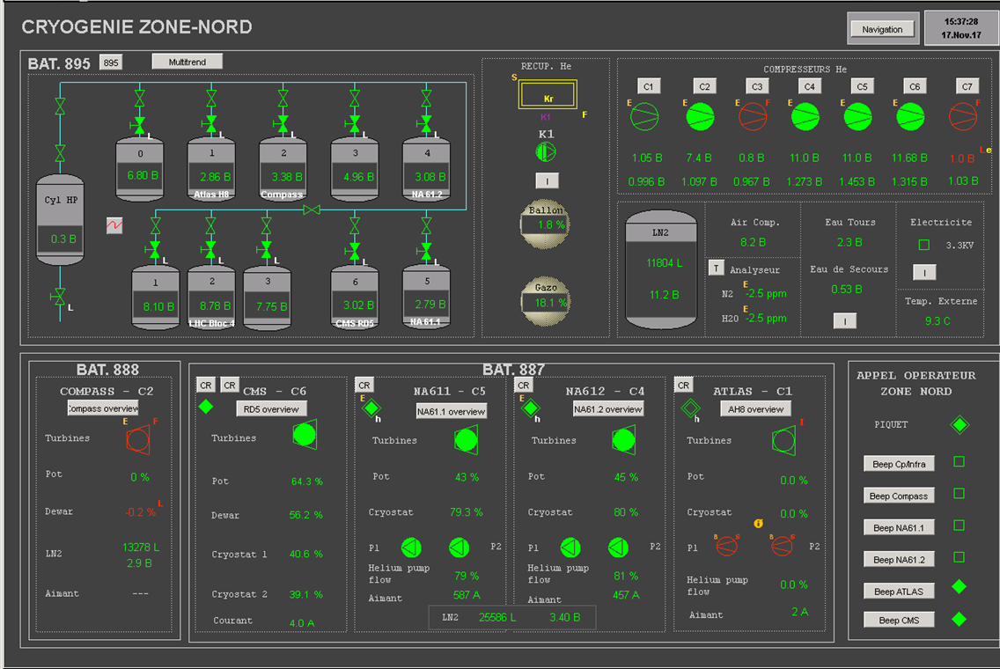 CRYOGENIE ZONE-NORD
Navigation
15:37:28
17.Nov.17
BAT. 895
895
Multitrend
Cyl HP
0.3 B
L
0
6.80 B
L
1
2.86 B
Atlas H8
L
2
3.38 B
Compass
L
3
4.96 B
L
4
3.08 B
NA 61.2
L
1
8.10 B
L
2
8.78 B
LHC Bloc 4
L
3
7.75 B
L
6
3.02 B
CMS RD5
L
5
2.79 B
NA 61.1
L
RECUP. He
S
Kr
F
K1
K1
I
Ballon
1.8 %
Gazo
18.1 %
COMPRESSEURS He
C1 C2 C3 C4 C5 C6 C7
E E E F E E E F
1.05 B 7.4 B 0.8 B 11.0 B 11.0 B 11.68 B 1.0 B Le
0.996 B 1.097 B 0.967 B 1.273 B 1.453 B 1.315 B 1.03 B
LN2
11804 L
11.2 B
Air Comp.
8.2 B
T Analyseur
E
N2 -2.5 ppm
E
H2O -2.5 ppm
Eau Tours
2.3 B
Eau de Secours
0.53 B
I
Electricite
3.3KV
I
Temp. Externe
9.3 C
BAT. 888
COMPASS - C2
Compass overview
E F
Turbines
Pot 0 %
Dewar -0.2 % L
LN2 13278 L
2.9 B
Aimant ---
BAT. 887
CR CR CMS - C6
RD5 overview
Turbines
Pot 64.3 %
Dewar 56.2 %
Cryostat 1 40.6 %
Cryostat 2 39.1 %
Courant 4.0 A
CR NA611 - C5
E
h
NA61.1 overview
Turbines
Pot 43 %
Cryostat 79.3 %
P1 P2
Helium pump
flow 79 %
Aimant 587 A
CR NA612 - C4
E
h
NA61.2 overview
Turbines
Pot 45 %
Cryostat 80 %
P1 P2
Helium pump
flow 81 %
Aimant 457 A
LN2 25586 L 3.40 B
CR ATLAS - C1
h
AH8 overview
I
Turbines
Pot 0.0 %
Cryostat 0.0 %
i
B S B S
P1 P2
Helium pump
flow 0.0 %
Aimant 2 A
APPEL OPERATEUR
ZONE NORD
PIQUET
Beep Cp/Infra
Beep Compass
Beep NA61.1
Beep NA61.2
Beep ATLAS
Beep CMS